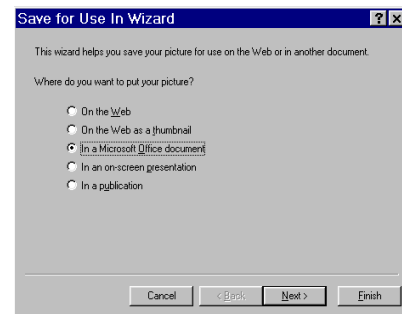 Save for Use In Wizard
? ×
This wizard helps you save your picture for use on the Web or in another document.
Where do you want to put your picture?
On the Web
On the Web as a thumbnail
In a Microsoft Office document
In an on-screen presentation
In a publication
Cancel < Back Next > Finish